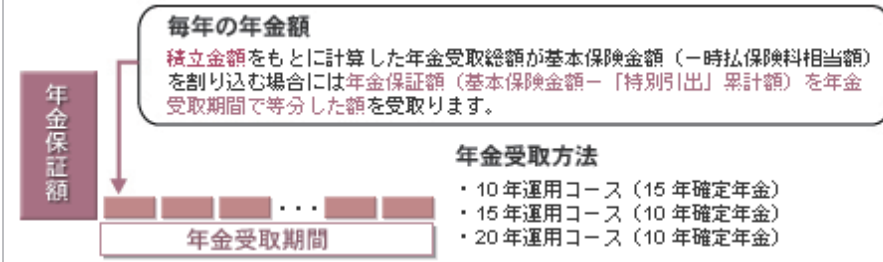 毎年の年金額
積立金額をもとに計算した年金受取総額が基本保険金額（一時払保険料相当額）
を割り込む場合には年金保証額（基本保険金額－「特別引出」累計額）を年金
受取期間で等分した額を受取ります。
年金保証額
年金受取方法
・10年運用コース（15年確定年金）
・15年運用コース（10年確定年金）
・20年運用コース（10年確定年金）
・・・
年金受取期間